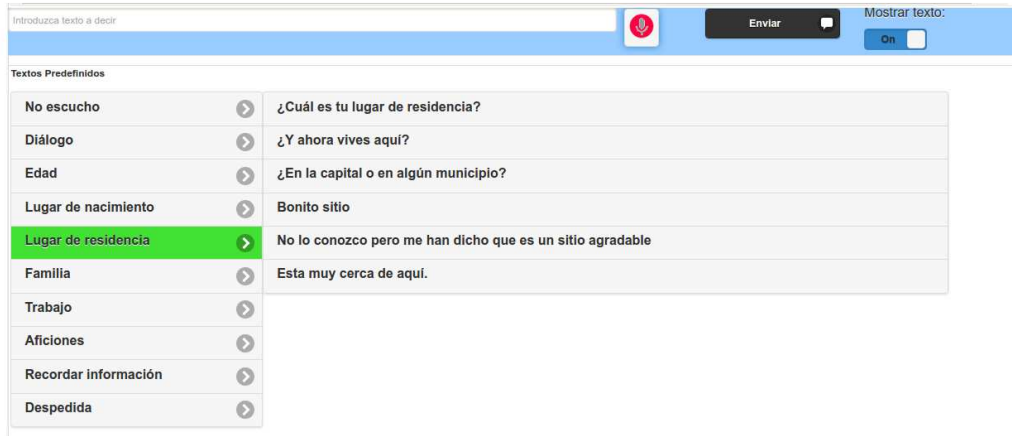 Mostrar texto:
Introduzca texto a decir
Enviar
On
Textos Predefinidos
No escucho
¿Cuál es tu lugar de residencia?
Diálogo
¿Y ahora vives aquí?
Edad
¿En la capital o en algún municipio?
Lugar de nacimiento
Bonito sitio
Lugar de residencia
No lo conozco pero me han dicho que es un sitio agradable
Familia
Esta muy cerca de aquí.
Trabajo
Aficiones
Recordar información
Despedida